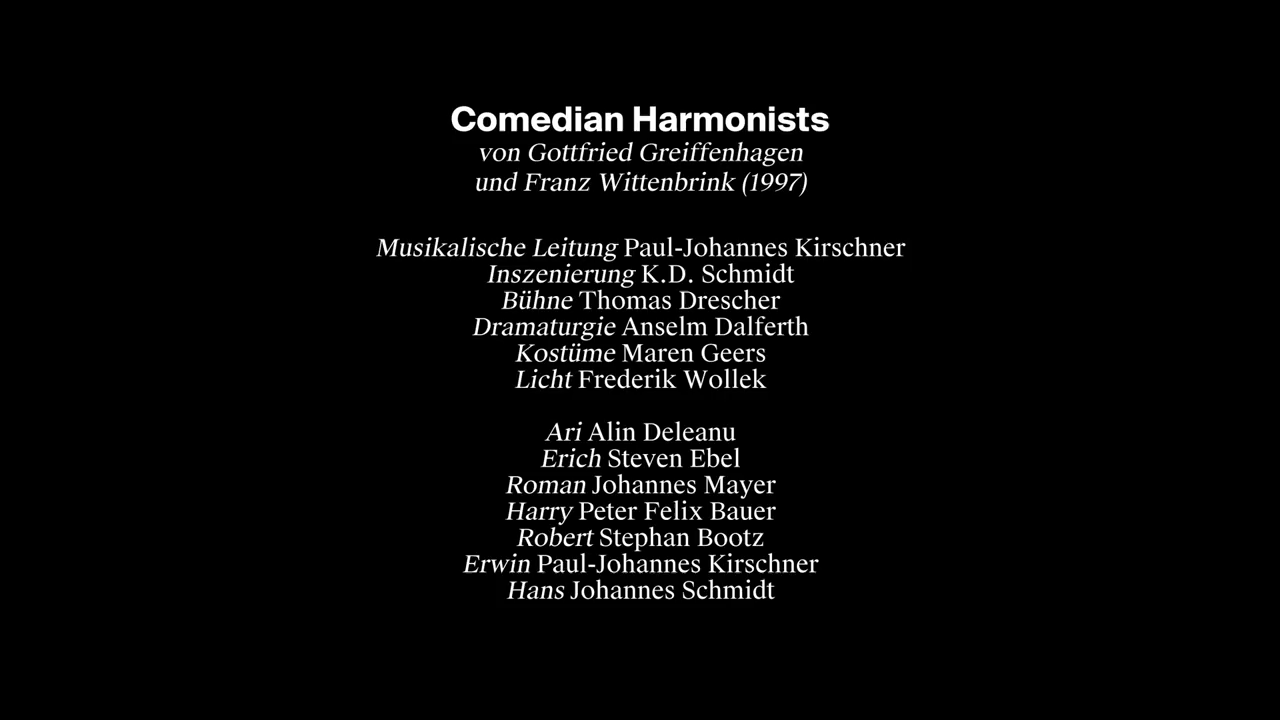 Comedian Harmonists
von Gottfried Greiffenhagen
und Franz Wittenbrink (1997)
Musikalische Leitung Paul-Johannes Kirschner
Inszenierung K.D. Schmidt
Bühne Thomas Drescher
Dramaturgie Anselm Dalferth
Kostüme Maren Geers
Licht Frederik Wollek
Ari Alin Deleanu
Erich Steven Ebel
Roman Johannes Mayer
Harry Peter Felix Bauer
Robert Stephan Bootz
Erwin Paul-Johannes Kirschner
Hans Johannes Schmidt